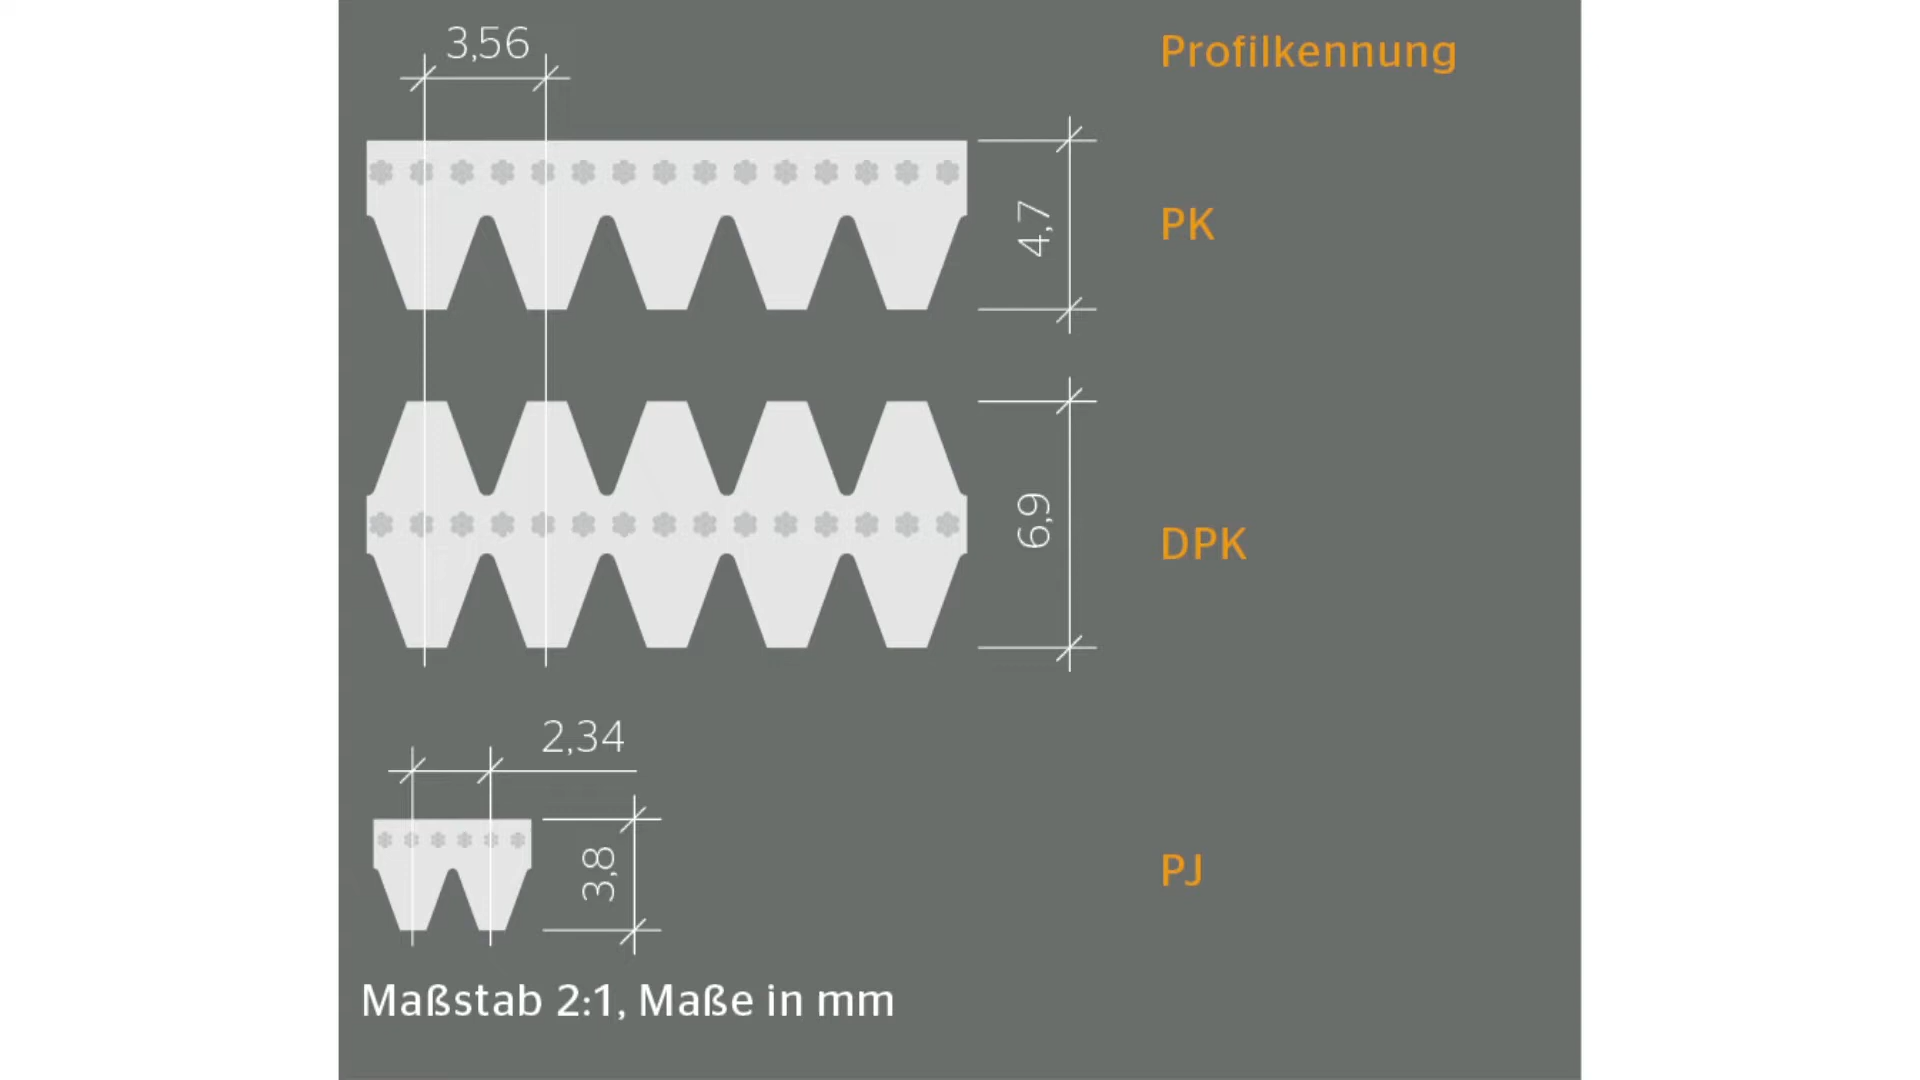 3,56
Profilkennung
4,7
PK
6,9
DPK
2,34
3,8
PJ
Maßstab 2:1, Maße in mm